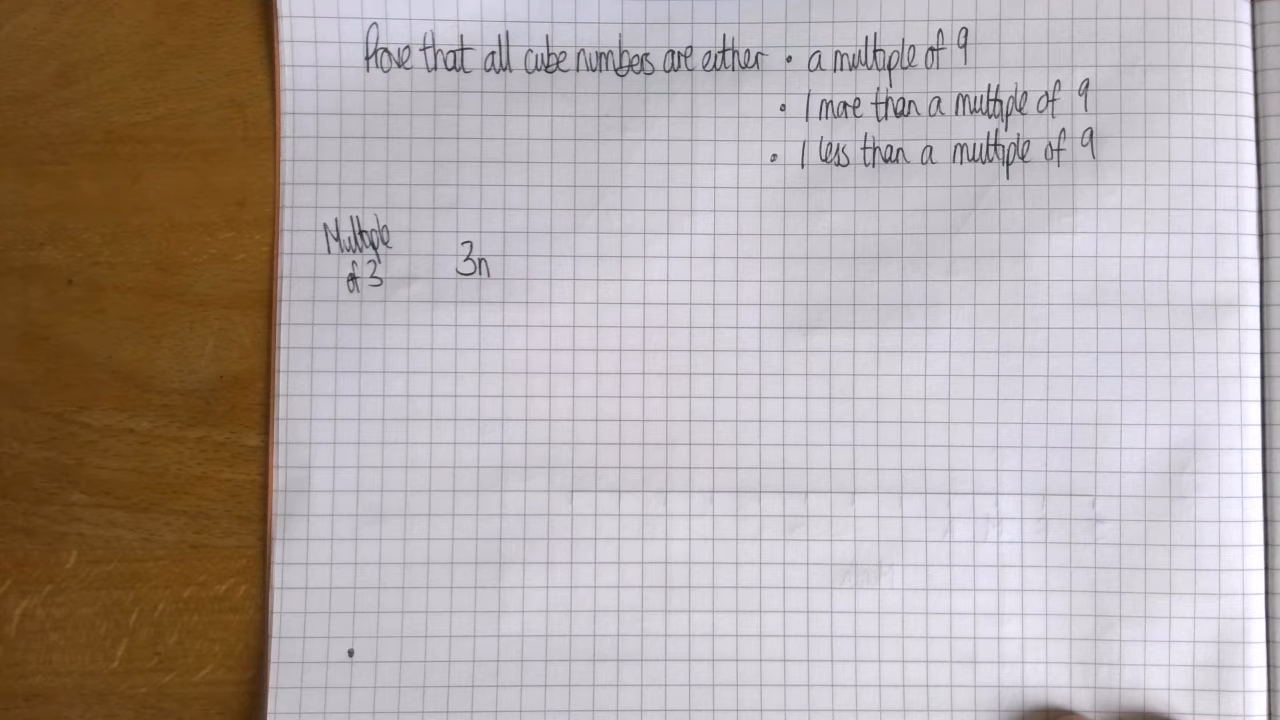 Prove that all cube numbers are either • a multiple of 9
• 1 more than a multiple of 9
• 1 less than a multiple of 9
Multiple
of 3 3n